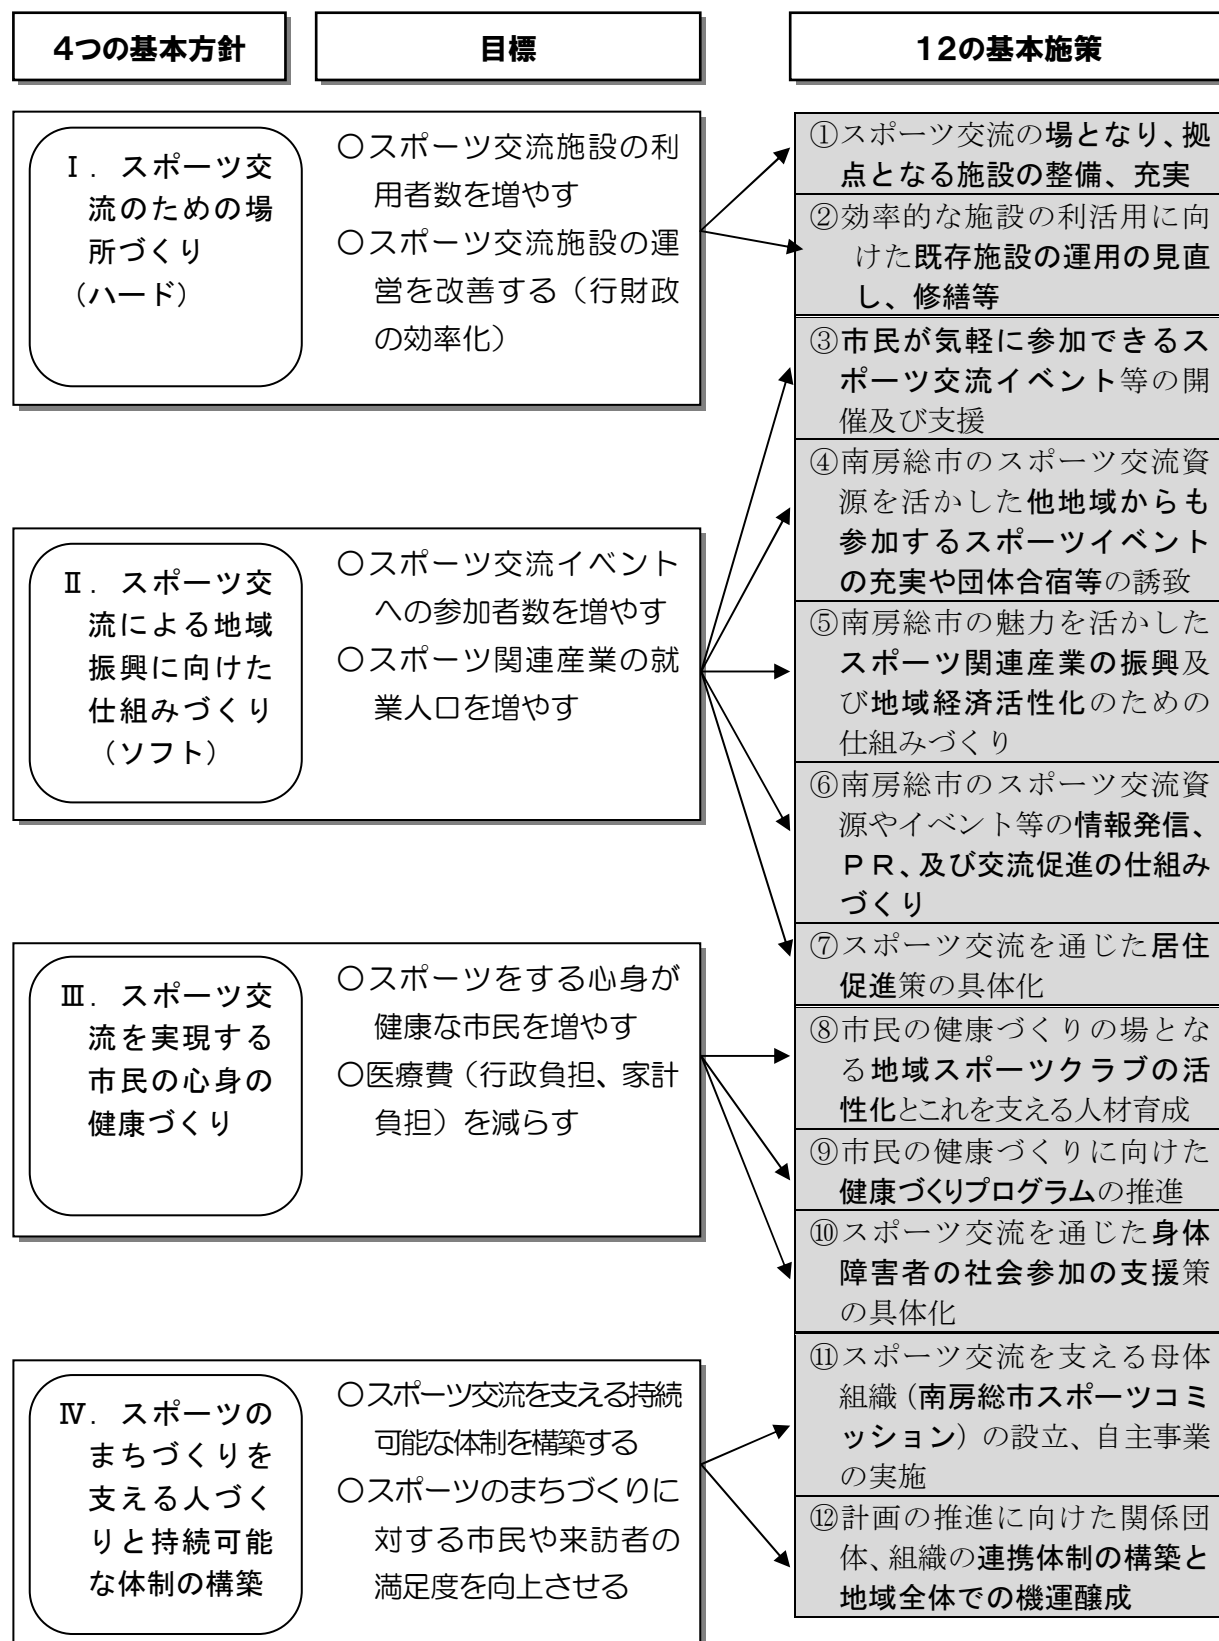 4つの基本方針
目標
12の基本施策
Ⅰ．スポーツ交
流のための場
所づくり
（ハード）
○スポーツ交流施設の利
用者数を増やす
○スポーツ交流施設の運
営を改善する（行財政
の効率化）
Ⅱ．スポーツ交
流による地域
振興に向けた
仕組みづくり
（ソフト）
○スポーツ交流イベント
への参加者数を増やす
○スポーツ関連産業の就
業人口を増やす
Ⅲ．スポーツ交
流を実現する
市民の心身の
健康づくり
○スポーツをする心身が
健康な市民を増やす
○医療費（行政負担、家計
負担）を減らす
Ⅳ．スポーツの
まちづくりを
支える人づく
りと持続可能
な体制の構築
○スポーツ交流を支える持続
可能な体制を構築する
○スポーツのまちづくりに
対する市民や来訪者の
満足度を向上させる
①スポーツ交流の場となり、拠
点となる施設の整備、充実
②効率的な施設の利活用に向
けた既存施設の運用の見直
し、修繕等
③市民が気軽に参加できるス
ポーツ交流イベント等の開
催及び支援
④南房総市のスポーツ交流資
源を活かした他地域からも
参加するスポーツイベント
の充実や団体合宿等の誘致
⑤南房総市の魅力を活かした
スポーツ関連産業の振興及
び地域経済活性化のための
仕組みづくり
⑥南房総市のスポーツ交流資
源やイベント等の情報発信、
ＰＲ、及び交流促進の仕組み
づくり
⑦スポーツ交流を通じた居住
促進策の具体化
⑧市民の健康づくりの場とな
る地域スポーツクラブの活
性化とこれを支える人材育成
⑨市民の健康づくりに向けた
健康づくりプログラムの推進
⑩スポーツ交流を通じた身体
障害者の社会参加の支援策
の具体化
⑪スポーツ交流を支える母体
組織（南房総市スポーツコミ
ッション）の設立、自主事業
の実施
⑫計画の推進に向けた関係団
体、組織の連携体制の構築と
地域全体での機運醸成